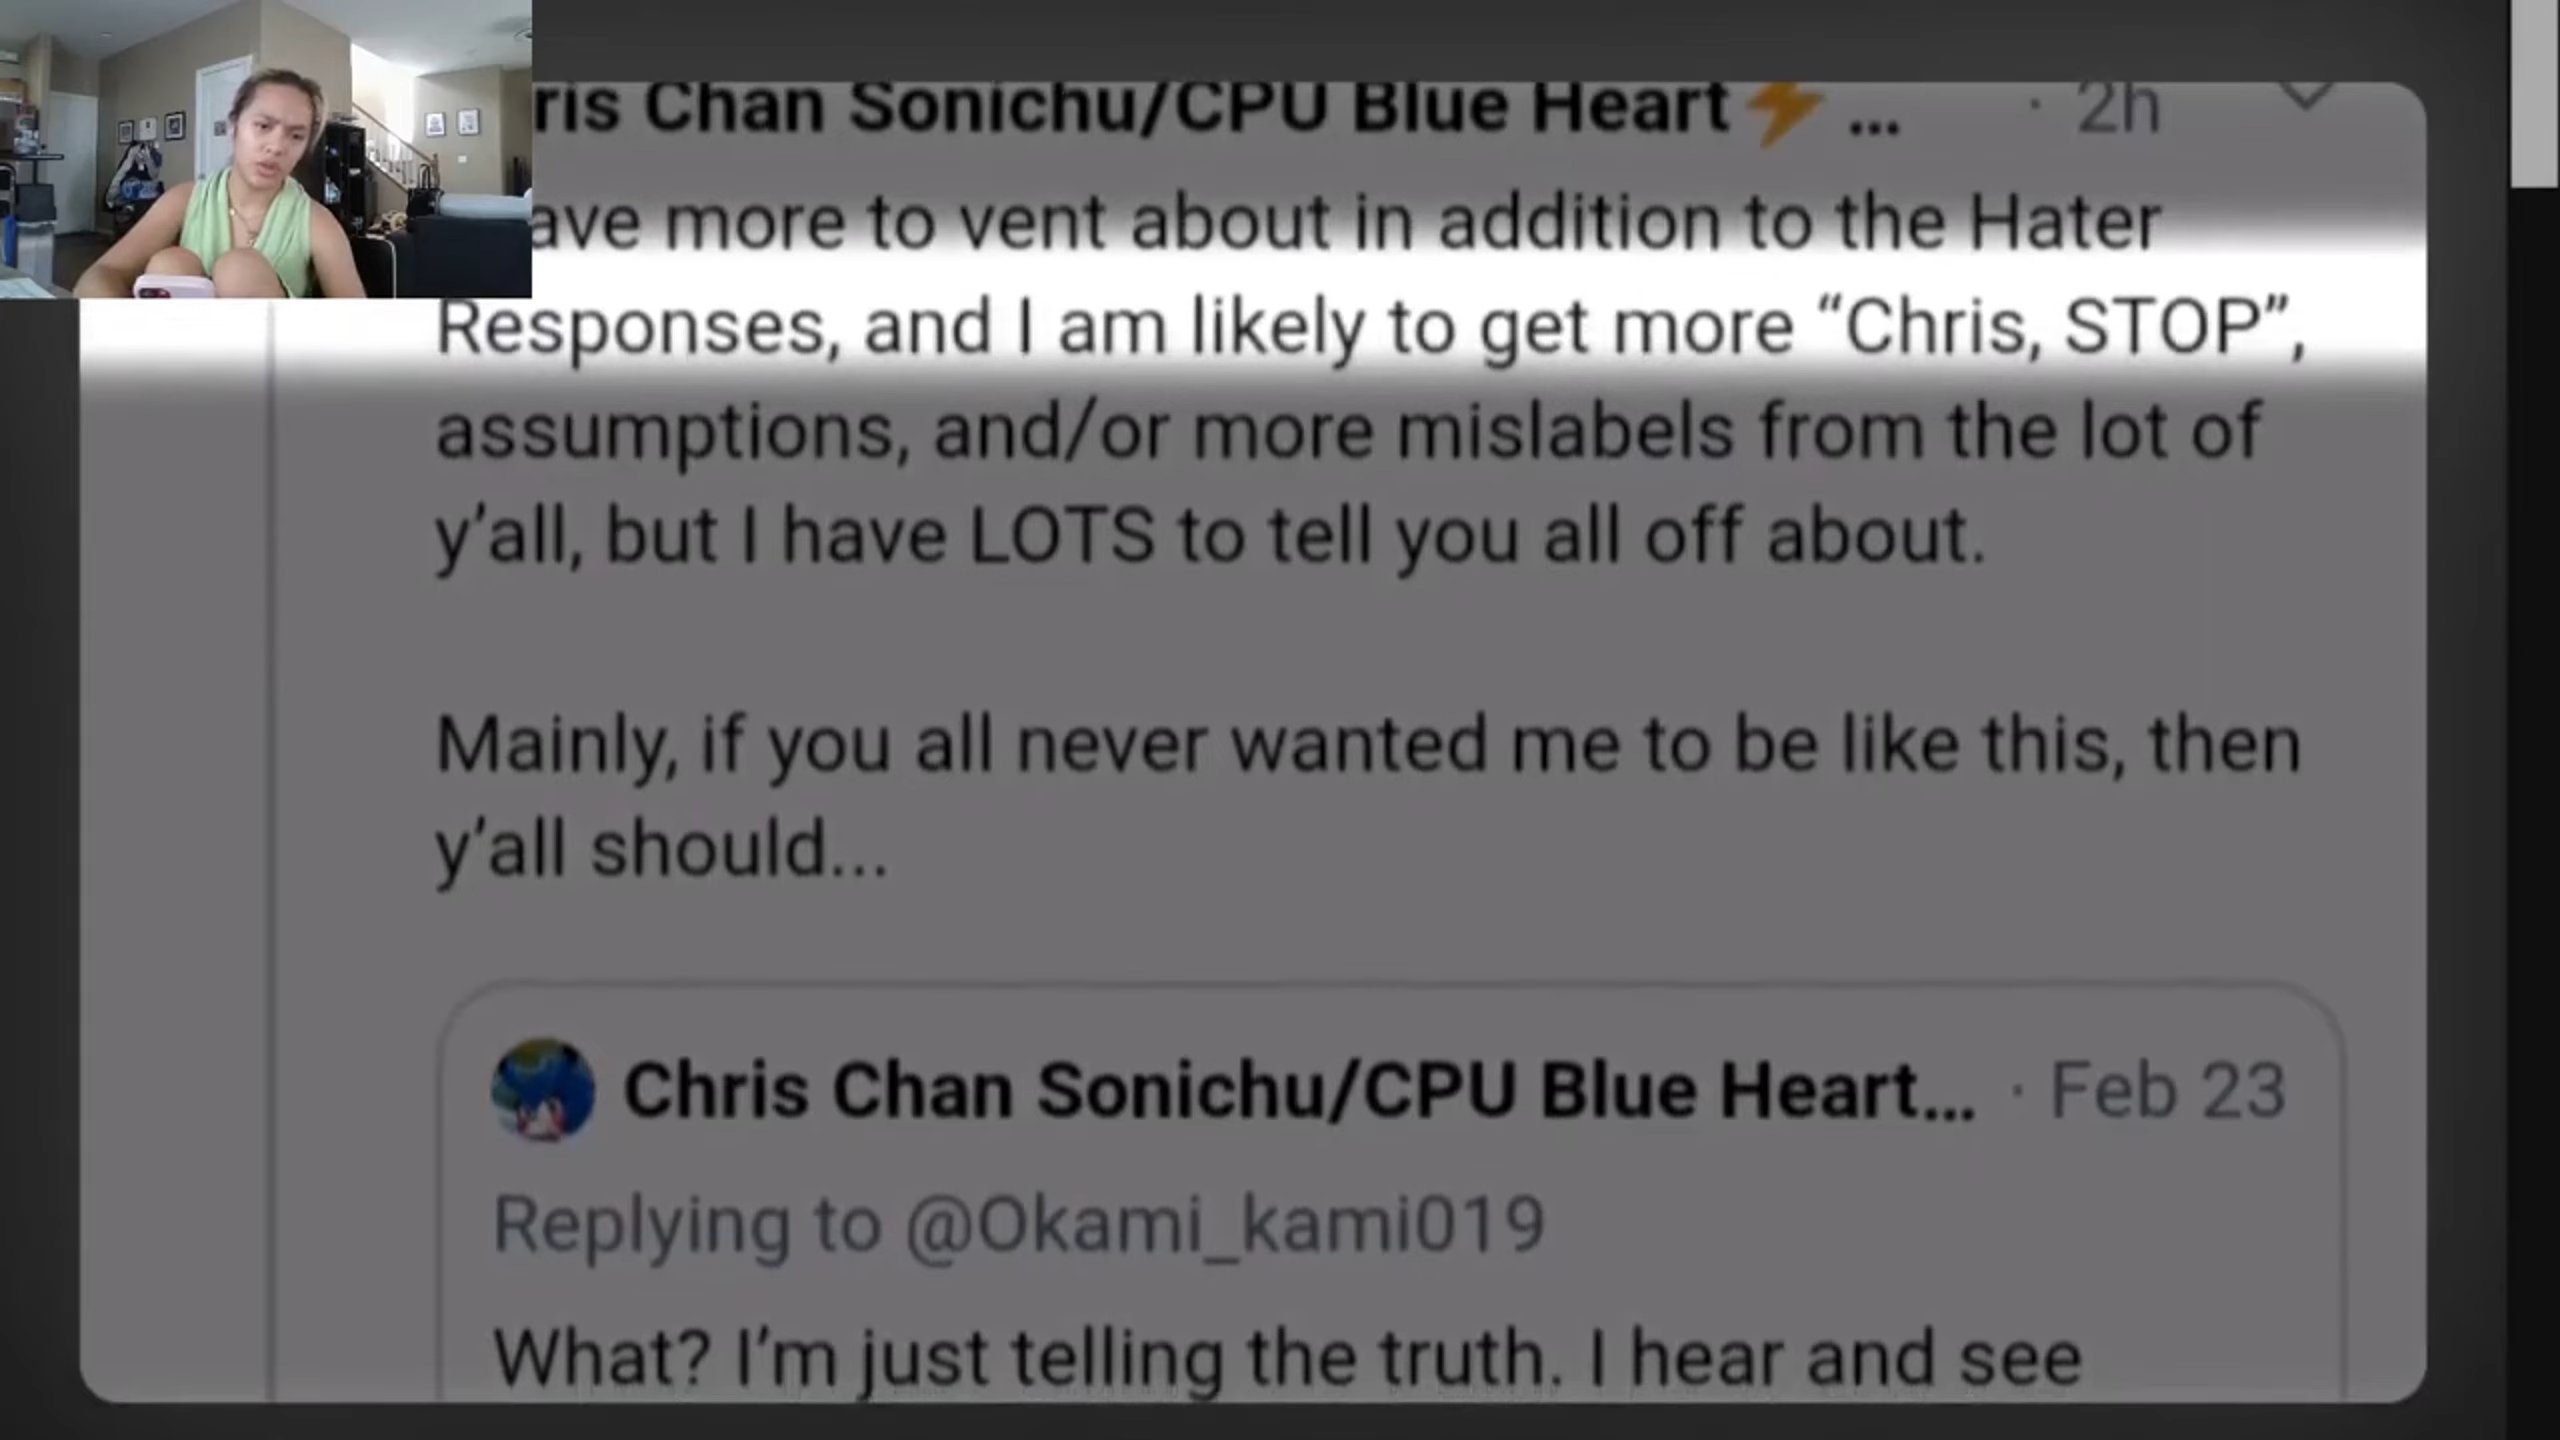 ris Chan Sonichu/CPU Blue Heart⚡ ... · 2h
ave more to vent about in addition to the Hater
Responses, and I am likely to get more “Chris, STOP”,
assumptions, and/or more mislabels from the lot of
y’all, but I have LOTS to tell you all off about.
Mainly, if you all never wanted me to be like this, then
y’all should...
Chris Chan Sonichu/CPU Blue Heart... · Feb 23
Replying to @Okami_kami019
What? I’m just telling the truth. I hear and see